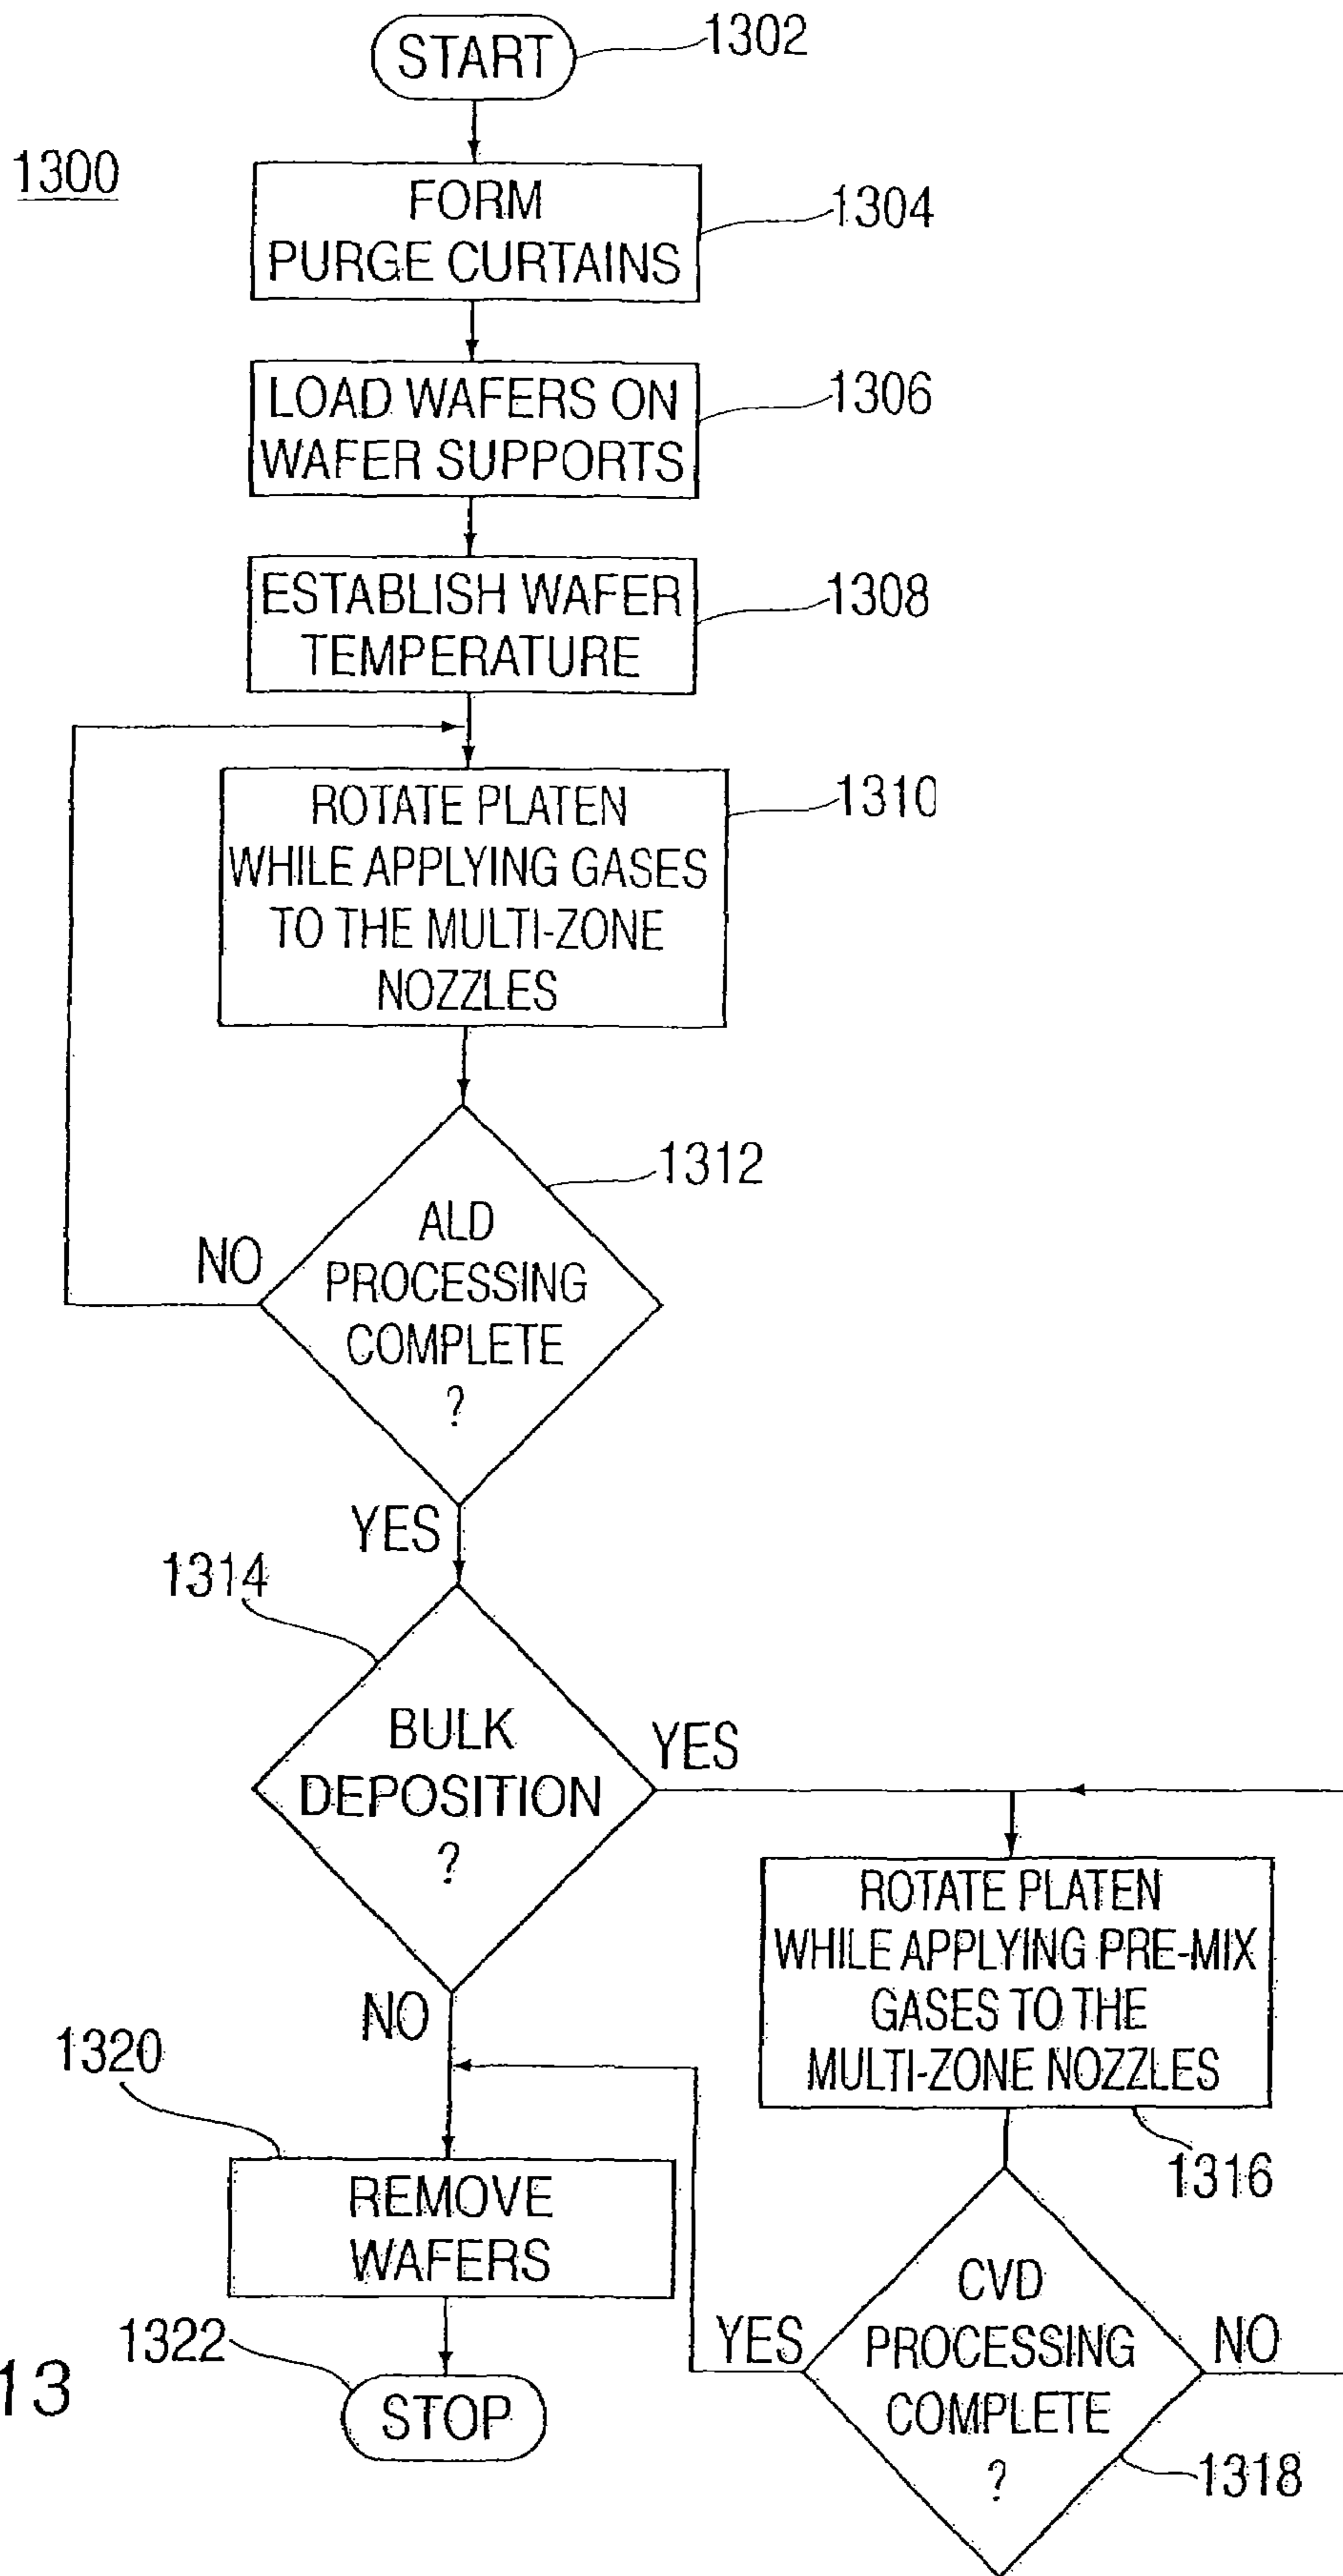 START
1302
1300
FORM
PURGE CURTAINS
1304
LOAD WAFERS ON
WAFER SUPPORTS
1306
ESTABLISH WAFER
TEMPERATURE
1308
ROTATE PLATEN
WHILE APPLYING GASES
TO THE MULTI-ZONE
NOZZLES
1310
ALD
PROCESSING
COMPLETE
?
1312
NO
YES
1314
BULK
DEPOSITION
?
YES
NO
ROTATE PLATEN
WHILE APPLYING PRE-MIX
GASES TO THE
MULTI-ZONE NOZZLES
1316
1320
REMOVE
WAFERS
CVD
PROCESSING
COMPLETE
?
YES
NO
1318
1322
STOP
13